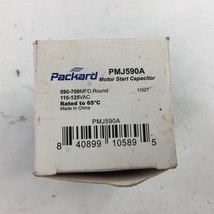 Packard
PMJ590A
Motor Start Capacitor
590-708MFD,Round
11027
110-125VAC
Rated to 65°C
Made in China
PMJ590A
8 40899 10589 5